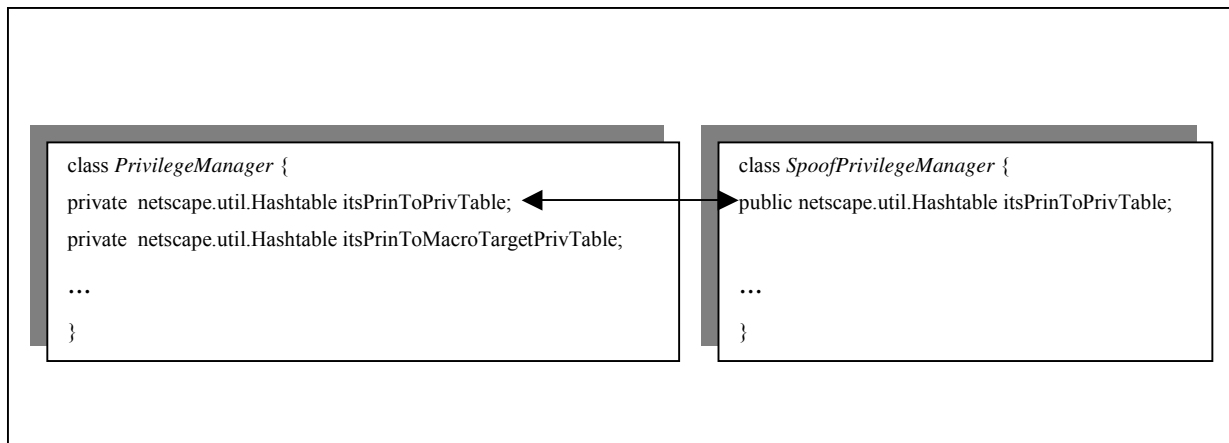 class PrivilegeManager {
private  netscape.util.Hashtable itsPrinToPrivTable;
private  netscape.util.Hashtable itsPrinToMacroTargetPrivTable;
...
}
class SpoofPrivilegeManager {
public netscape.util.Hashtable itsPrinToPrivTable;
...
}